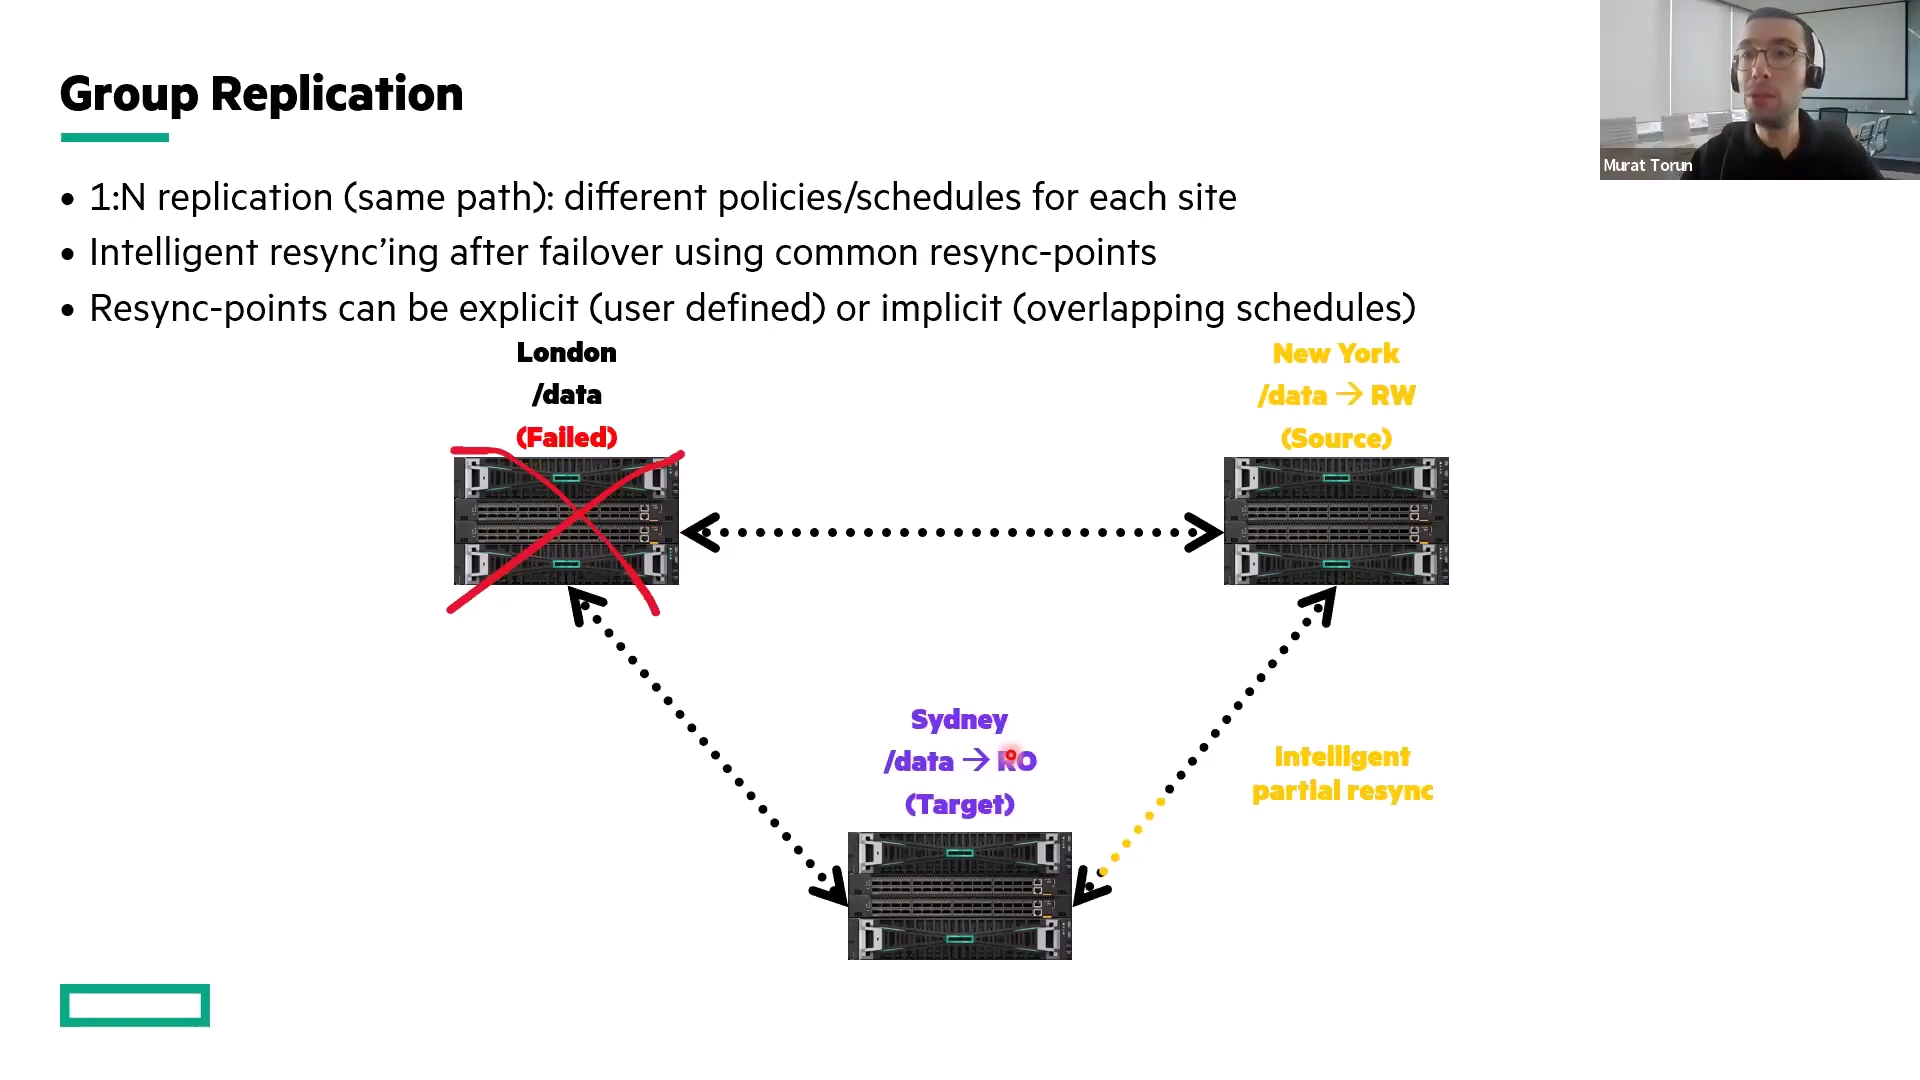 Group Replication
• 1:N replication (same path): different policies/schedules for each site
• Intelligent resync’ing after failover using common resync-points
• Resync-points can be explicit (user defined) or implicit (overlapping schedules)
London
/data
(Failed)
New York
/data → RW
(Source)
Sydney
/data → RO
(Target)
Intelligent
partial resync
Murat Torun